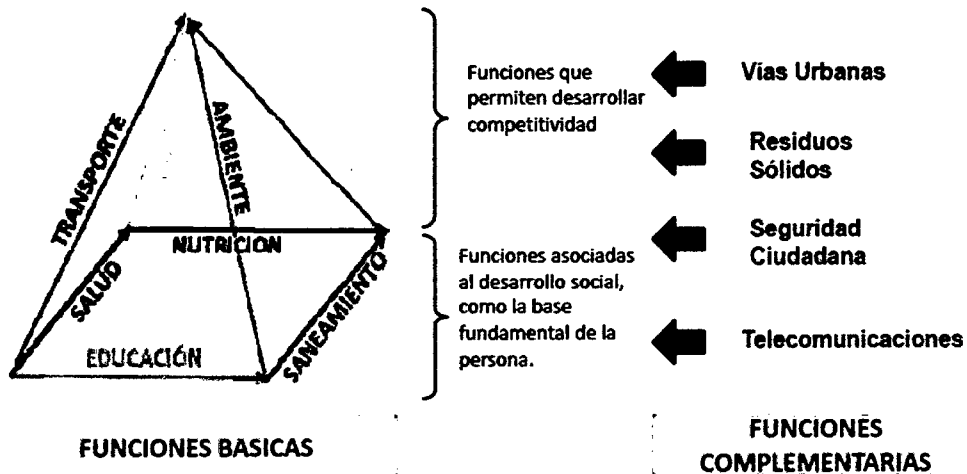 TRANSPORTE
AMBIENTE
NUTRICION
SALUD
SANEAMIENTO
EDUCACIÓN
FUNCIONES BASICAS
Funciones que
permiten desarrollar
competitividad
Funciones asociadas
al desarrollo social,
como la base
fundamental de la
persona.
Vías Urbanas
Residuos
Sólidos
Seguridad
Ciudadana
Telecomunicaciones
FUNCIONES
COMPLEMENTARIAS